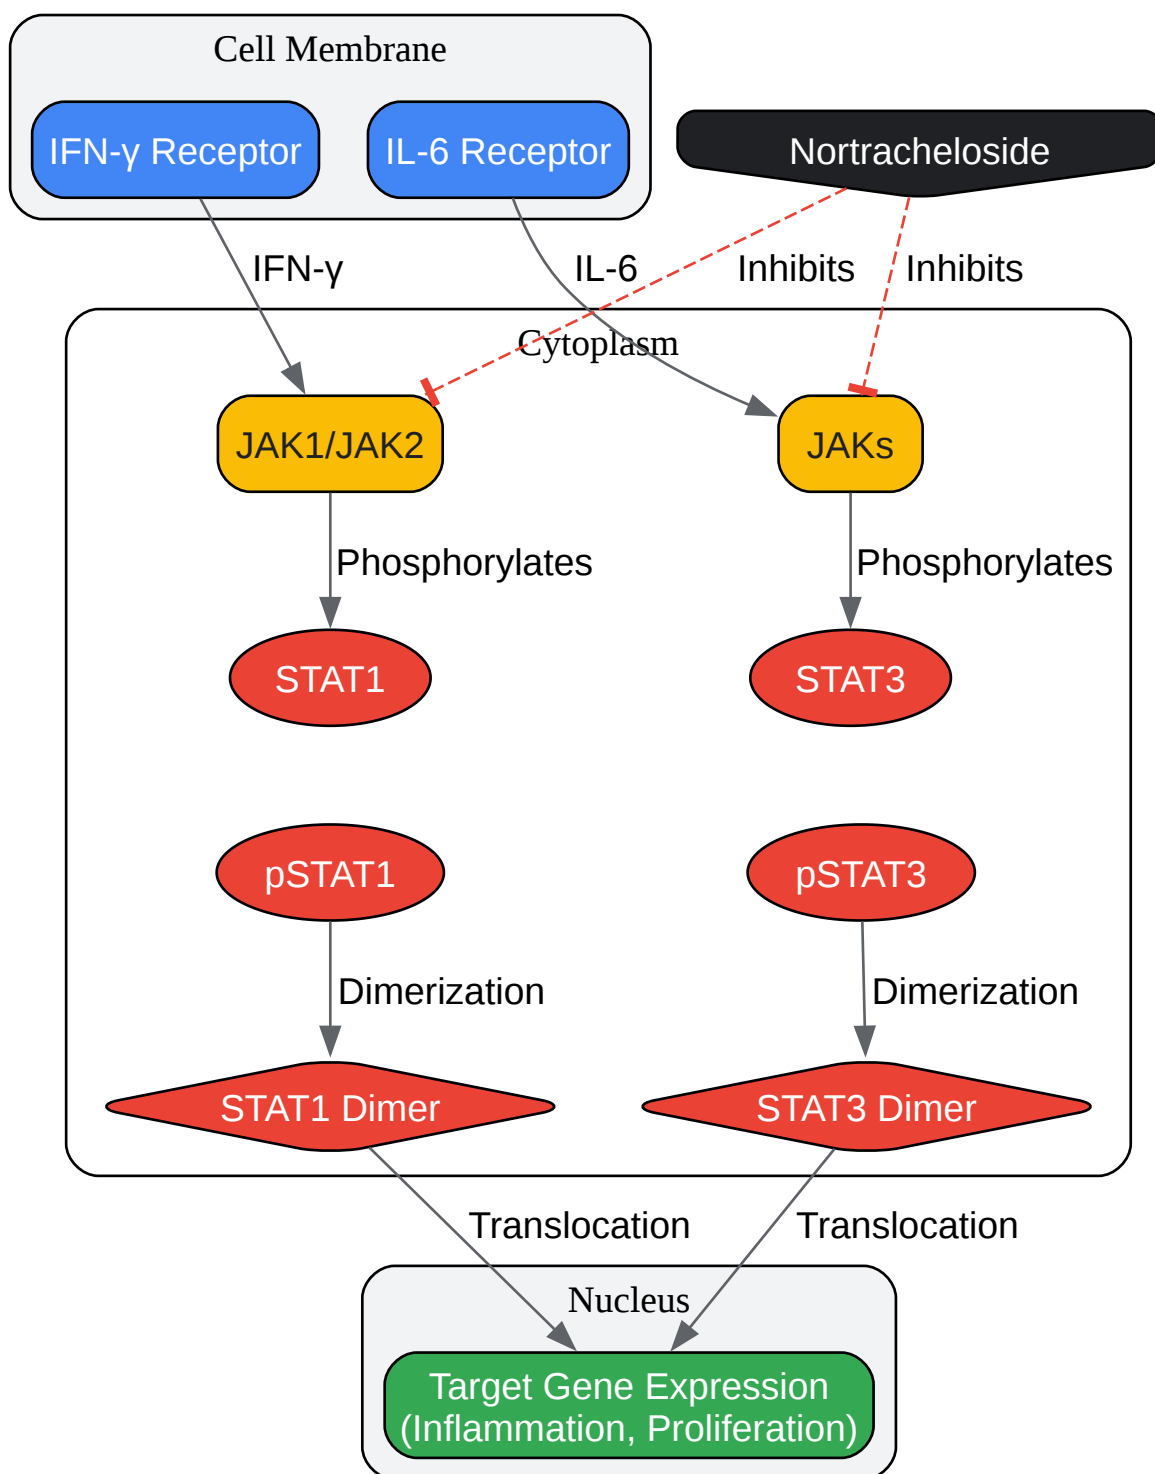 Cell Membrane
IFN-γ Receptor
IL-6 Receptor
Nortracheloside
IFN-γ
IL-6
Inhibits
Inhibits
Cytoplasm
JAK1/JAK2
JAKs
Phosphorylates
Phosphorylates
STAT1
STAT3
pSTAT1
pSTAT3
Dimerization
Dimerization
STAT1 Dimer
STAT3 Dimer
Translocation
Translocation
Nucleus
Target Gene Expression
(Inflammation, Proliferation)